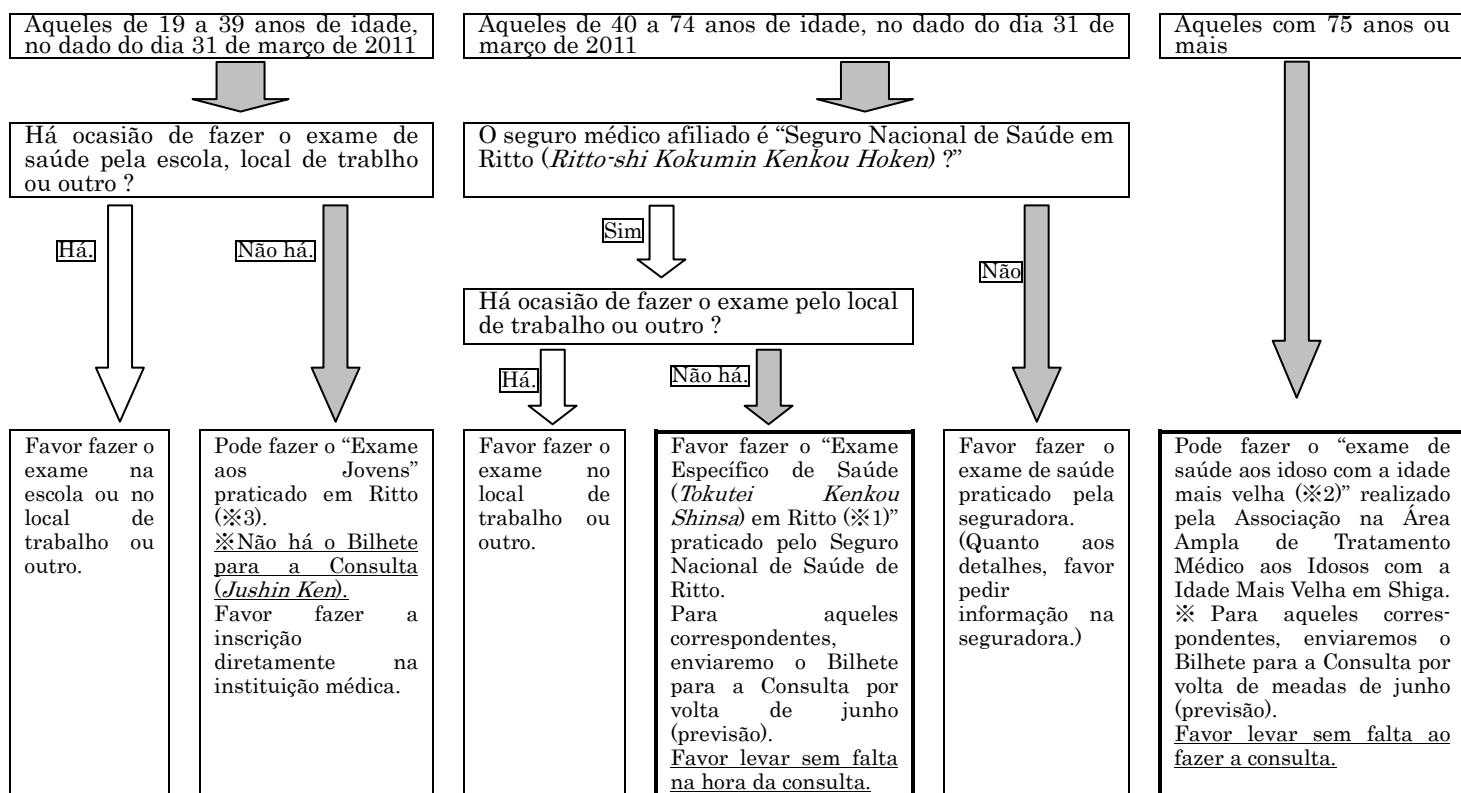 Aqueles de 19 a 39 anos de idade,
no dado do dia 31 de março de 2011
Aqueles de 40 a 74 anos de idade, no dado do dia 31 de
março de 2011
Aqueles com 75 anos ou
mais
Há ocasião de fazer o exame de
saúde pela escola, local de trablho
ou outro ?
O seguro médico afiliado é “Seguro Nacional de Saúde em
Ritto (Ritto-shi Kokumin Kenkou Hoken) ?”
Há.
Não há.
Sim
Não
Há ocasião de fazer o exame pelo local
de trabalho ou outro ?
Há.
Não há.
Favor fazer o
exame na
escola ou no
local de
trabalho ou
outro.
Pode fazer o “Exame
aos Jovens”
praticado em Ritto
(※3).
※Não há o Bilhete
para a Consulta
(Jushin Ken).
Favor fazer a
inscrição
diretamente na
instituição médica.
Favor fazer o
exame no
local de
trabalho ou
outro.
Favor fazer o “Exame
Específico de Saúde
(Tokutei Kenkou
Shinsa) em Ritto (※1)”
praticado pelo Seguro
Nacional de Saúde de
Ritto.
Para aqueles
correspondentes,
enviaremo o Bilhete
para a Consulta por
volta de junho
(previsão).
Favor levar sem falta
na hora da consulta.
Favor fazer o
exame de saúde
praticado pela
seguradora.
(Quanto aos
detalhes, favor
pedir
informação na
seguradora.)
Pode fazer o “exame de
saúde aos idoso com a idade
mais velha (※2)” realizado
pela Associação na Área
Ampla de Tratamento
Médico aos Idosos com a
Idade Mais Velha em Shiga.
※ Para aqueles corres-
pondentes, enviaremos o
Bilhete para a Consulta por
volta de meadas de junho
(previsão).
Favor levar sem falta ao
fazer a consulta.